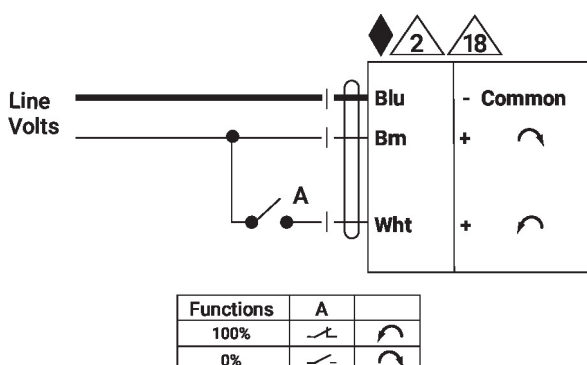 2 18
Line
Volts
Blu - Common
Brn +
A
Wht +
Functions A
100%
0%